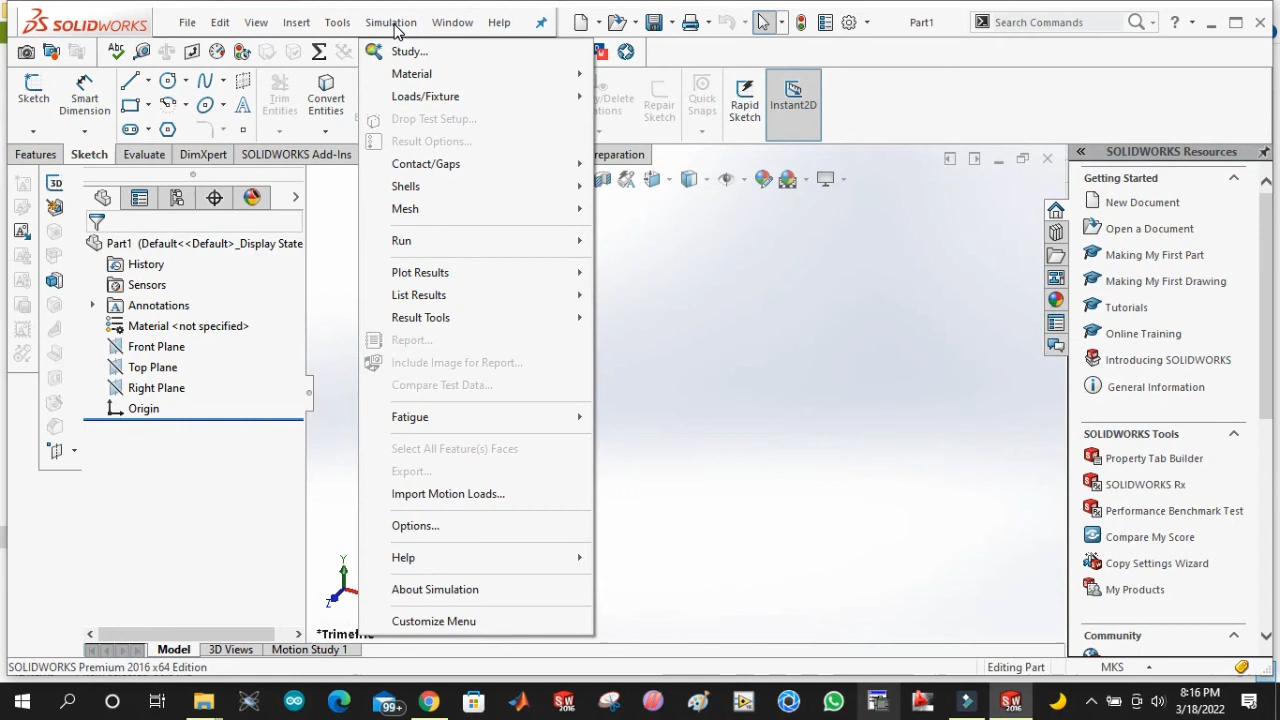 SOLIDWORKS File Edit View Insert Tools Simulation Window Help Part1 Search Commands ?
Sketch
Smart Dimension
Trim Entities
Convert Entities
Repair Sketch
Quick Snaps
Rapid Sketch
Instant2D
Features Sketch Evaluate DimXpert SOLIDWORKS Add-Ins
3D
Part1 (Default<<Default>_Display State
History
Sensors
Annotations
Material <not specified>
Front Plane
Top Plane
Right Plane
Origin
Study...
Material
Loads/Fixture
Drop Test Setup...
Result Options...
Contact/Gaps
Shells
Mesh
Run
Plot Results
List Results
Result Tools
Report...
Include Image for Report...
Compare Test Data...
Fatigue
Select All Feature(s) Faces
Export...
Import Motion Loads...
Options...
Help
About Simulation
Customize Menu
Y
Z
SOLIDWORKS Resources
Getting Started
New Document
Open a Document
Making My First Part
Making My First Drawing
Tutorials
Online Training
Introducing SOLIDWORKS
General Information
SOLIDWORKS Tools
Property Tab Builder
SOLIDWORKS Rx
Performance Benchmark Test
Compare My Score
Copy Settings Wizard
My Products
Community
Model 3D Views Motion Study 1
SOLIDWORKS Premium 2016 x64 Edition Editing Part MKS
99+
8:16 PM
3/18/2022